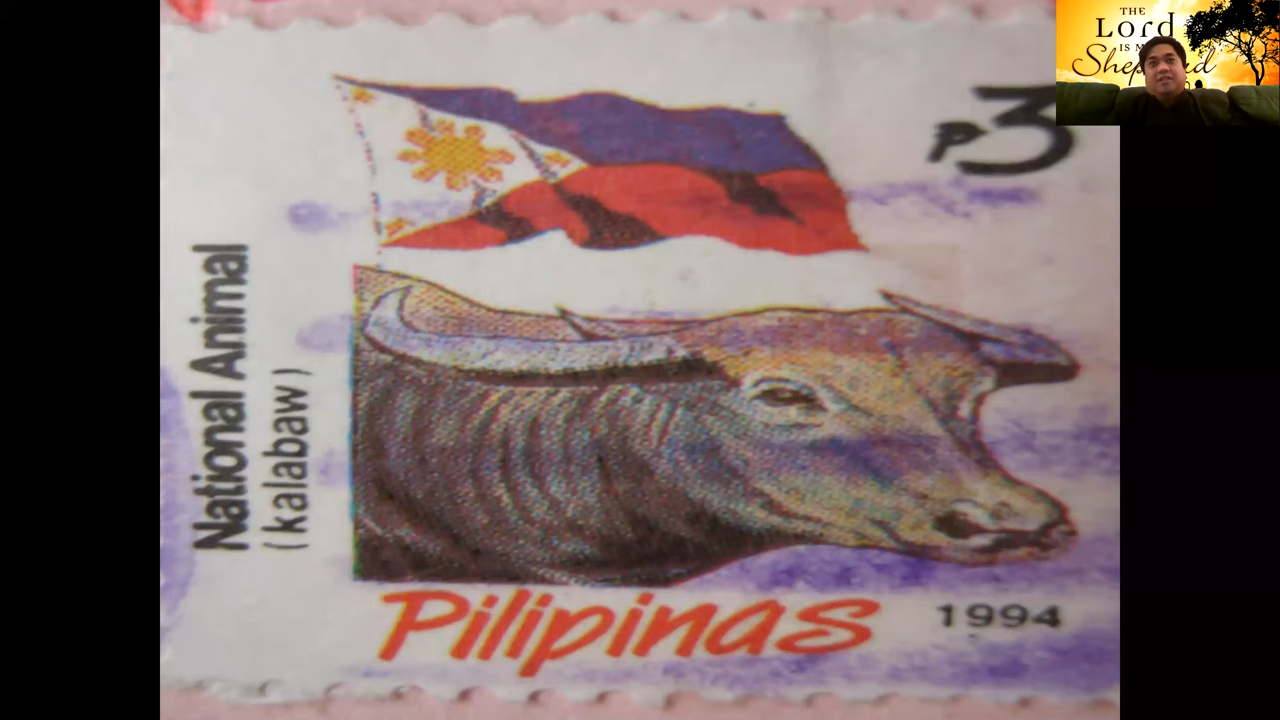 P3
National Animal
(kalabaw)
Pilipinas
1994
THE
Lord
IS M
Shepherd